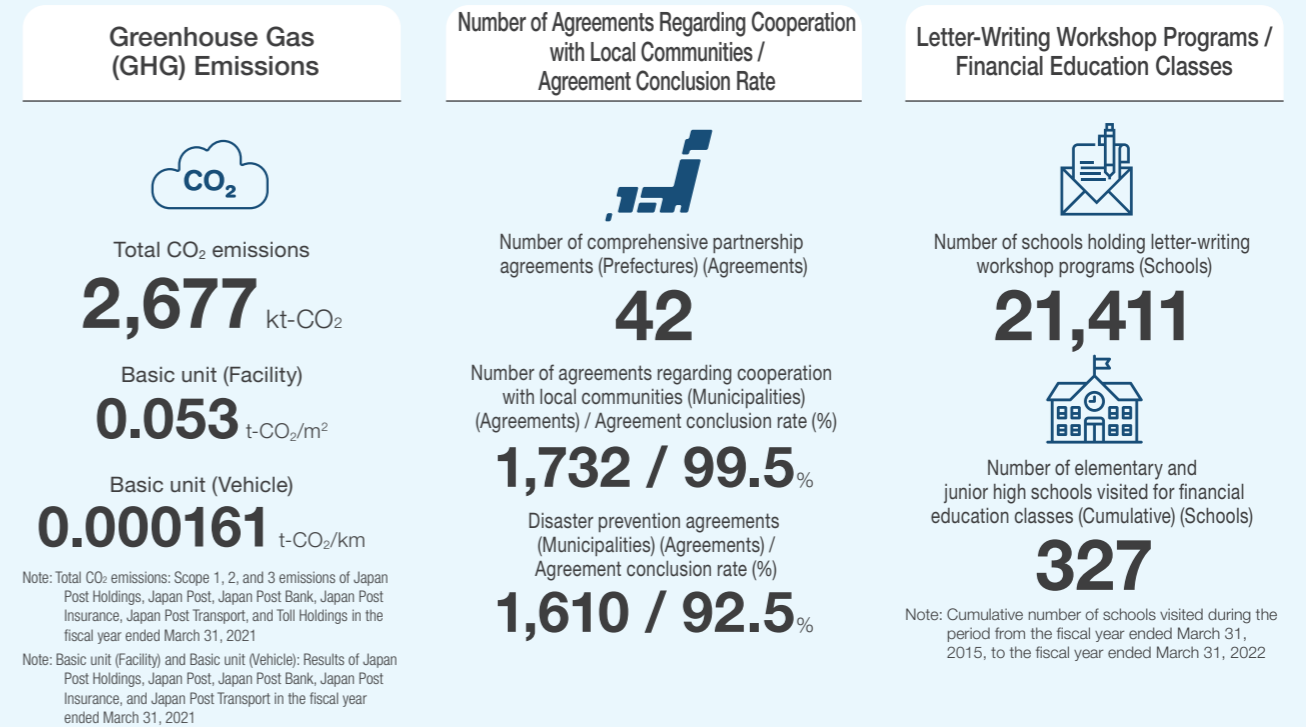 Greenhouse Gas
(GHG) Emissions
CO₂
Total CO₂ emissions
2,677 kt-CO₂
Basic unit (Facility)
0.053 t-CO₂/m²
Basic unit (Vehicle)
0.000161 t-CO₂/km
Note: Total CO₂ emissions: Scope 1, 2, and 3 emissions of Japan
Post Holdings, Japan Post, Japan Post Bank, Japan Post
Insurance, Japan Post Transport, and Toll Holdings in the
fiscal year ended March 31, 2021
Note: Basic unit (Facility) and Basic unit (Vehicle): Results of Japan
Post Holdings, Japan Post, Japan Post Bank, Japan Post
Insurance, and Japan Post Transport in the fiscal year
ended March 31, 2021
Number of Agreements Regarding Cooperation
with Local Communities /
Agreement Conclusion Rate
Number of comprehensive partnership
agreements (Prefectures) (Agreements)
42
Number of agreements regarding cooperation
with local communities (Municipalities)
(Agreements) / Agreement conclusion rate (%)
1,732 / 99.5%
Disaster prevention agreements
(Municipalities) (Agreements) /
Agreement conclusion rate (%)
1,610 / 92.5%
Letter-Writing Workshop Programs /
Financial Education Classes
Number of schools holding letter-writing
workshop programs (Schools)
21,411
Number of elementary and
junior high schools visited for financial
education classes (Cumulative) (Schools)
327
Note: Cumulative number of schools visited during the
period from the fiscal year ended March 31,
2015, to the fiscal year ended March 31, 2022